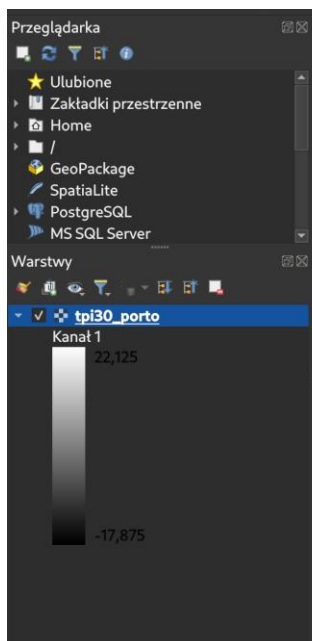 Przeglądarka
Ulubione
Zakładki przestrzenne
Home
/
GeoPackage
SpatiaLite
PostgreSQL
MS SQL Server
Warstwy
tpi30_porto
Kanał 1
22,125
-17,875